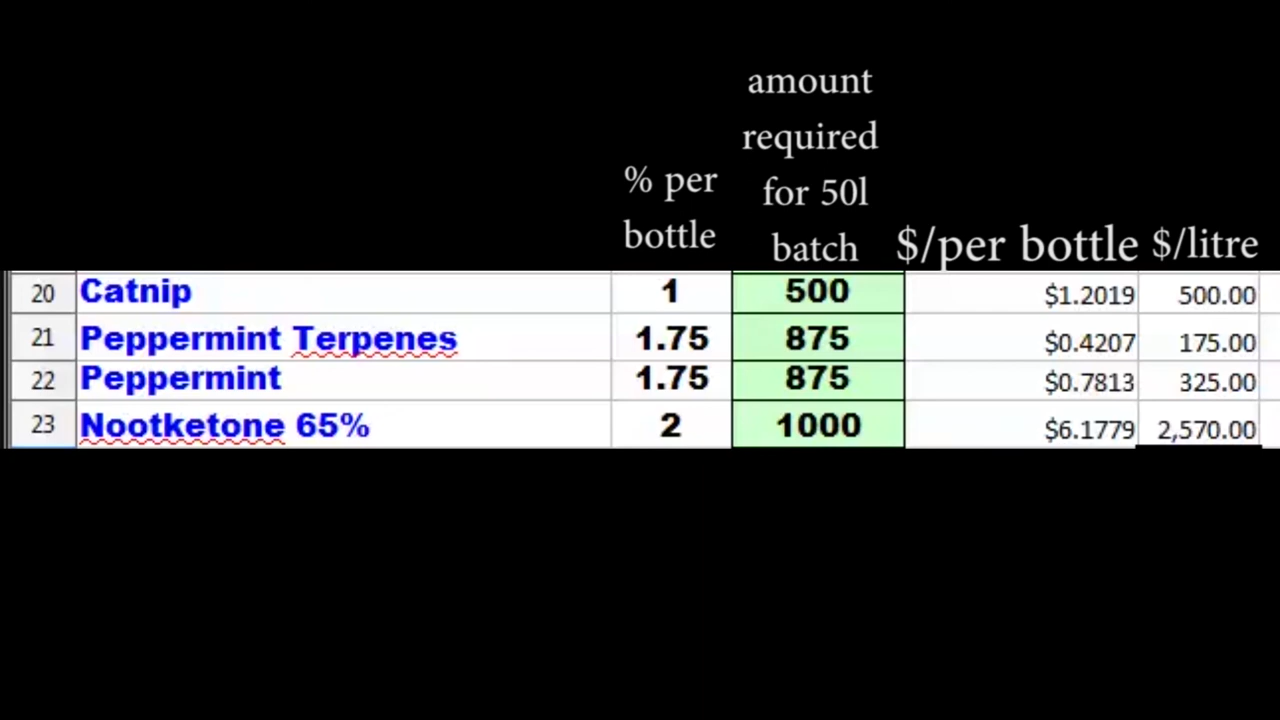 amount
required
for 50l
batch
% per
bottle
$/per bottle
$/litre
20 Catnip 1 500 $1.2019 500.00
21 Peppermint Terpenes 1.75 875 $0.4207 175.00
22 Peppermint 1.75 875 $0.7813 325.00
23 Nootketone 65% 2 1000 $6.1779 2,570.00